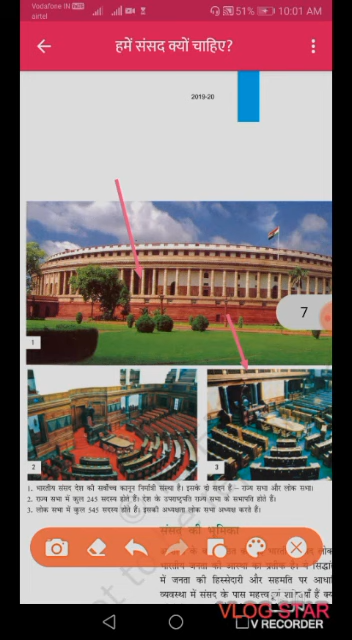 Vodafone IN
airtel
51% 10:01 AM
हमें संसद क्यों चाहिए?
2019-20
7
1
2
3
1. भारतीय संसद देश की सर्वोच्च कानून निर्मात्री संस्था है। इसके दो सदन हैं – राज्य सभा और लोक सभा।
2. राज्य सभा में कुल 245 सदस्य होते हैं। देश के उपराष्ट्रपति राज्य सभा के सभापति होते हैं।
3. लोक सभा में कुल 545 सदस्य होते हैं। इसकी अध्यक्षता लोक सभा अध्यक्ष करते हैं।
संसद की भूमिका
में जनता की हिस्सेदारी और सहमति पर आधा
व्यवस्था में संसद के पास महत्व
VLOG STAR
V RECORDER